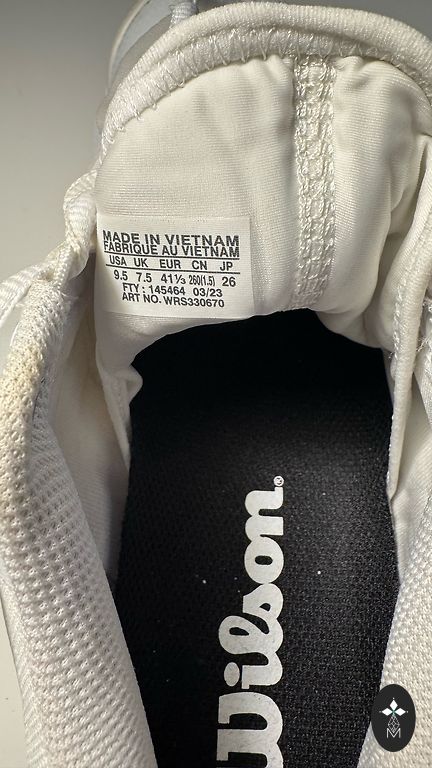 MADE IN VIETNAM
FABRIQUE AU VIETNAM
USA UK EUR CN JP
9.5 7.5 41⅓ 260(1.5) 26
FTY : 145464 03/23
ART NO. WRS330670
Wilson®